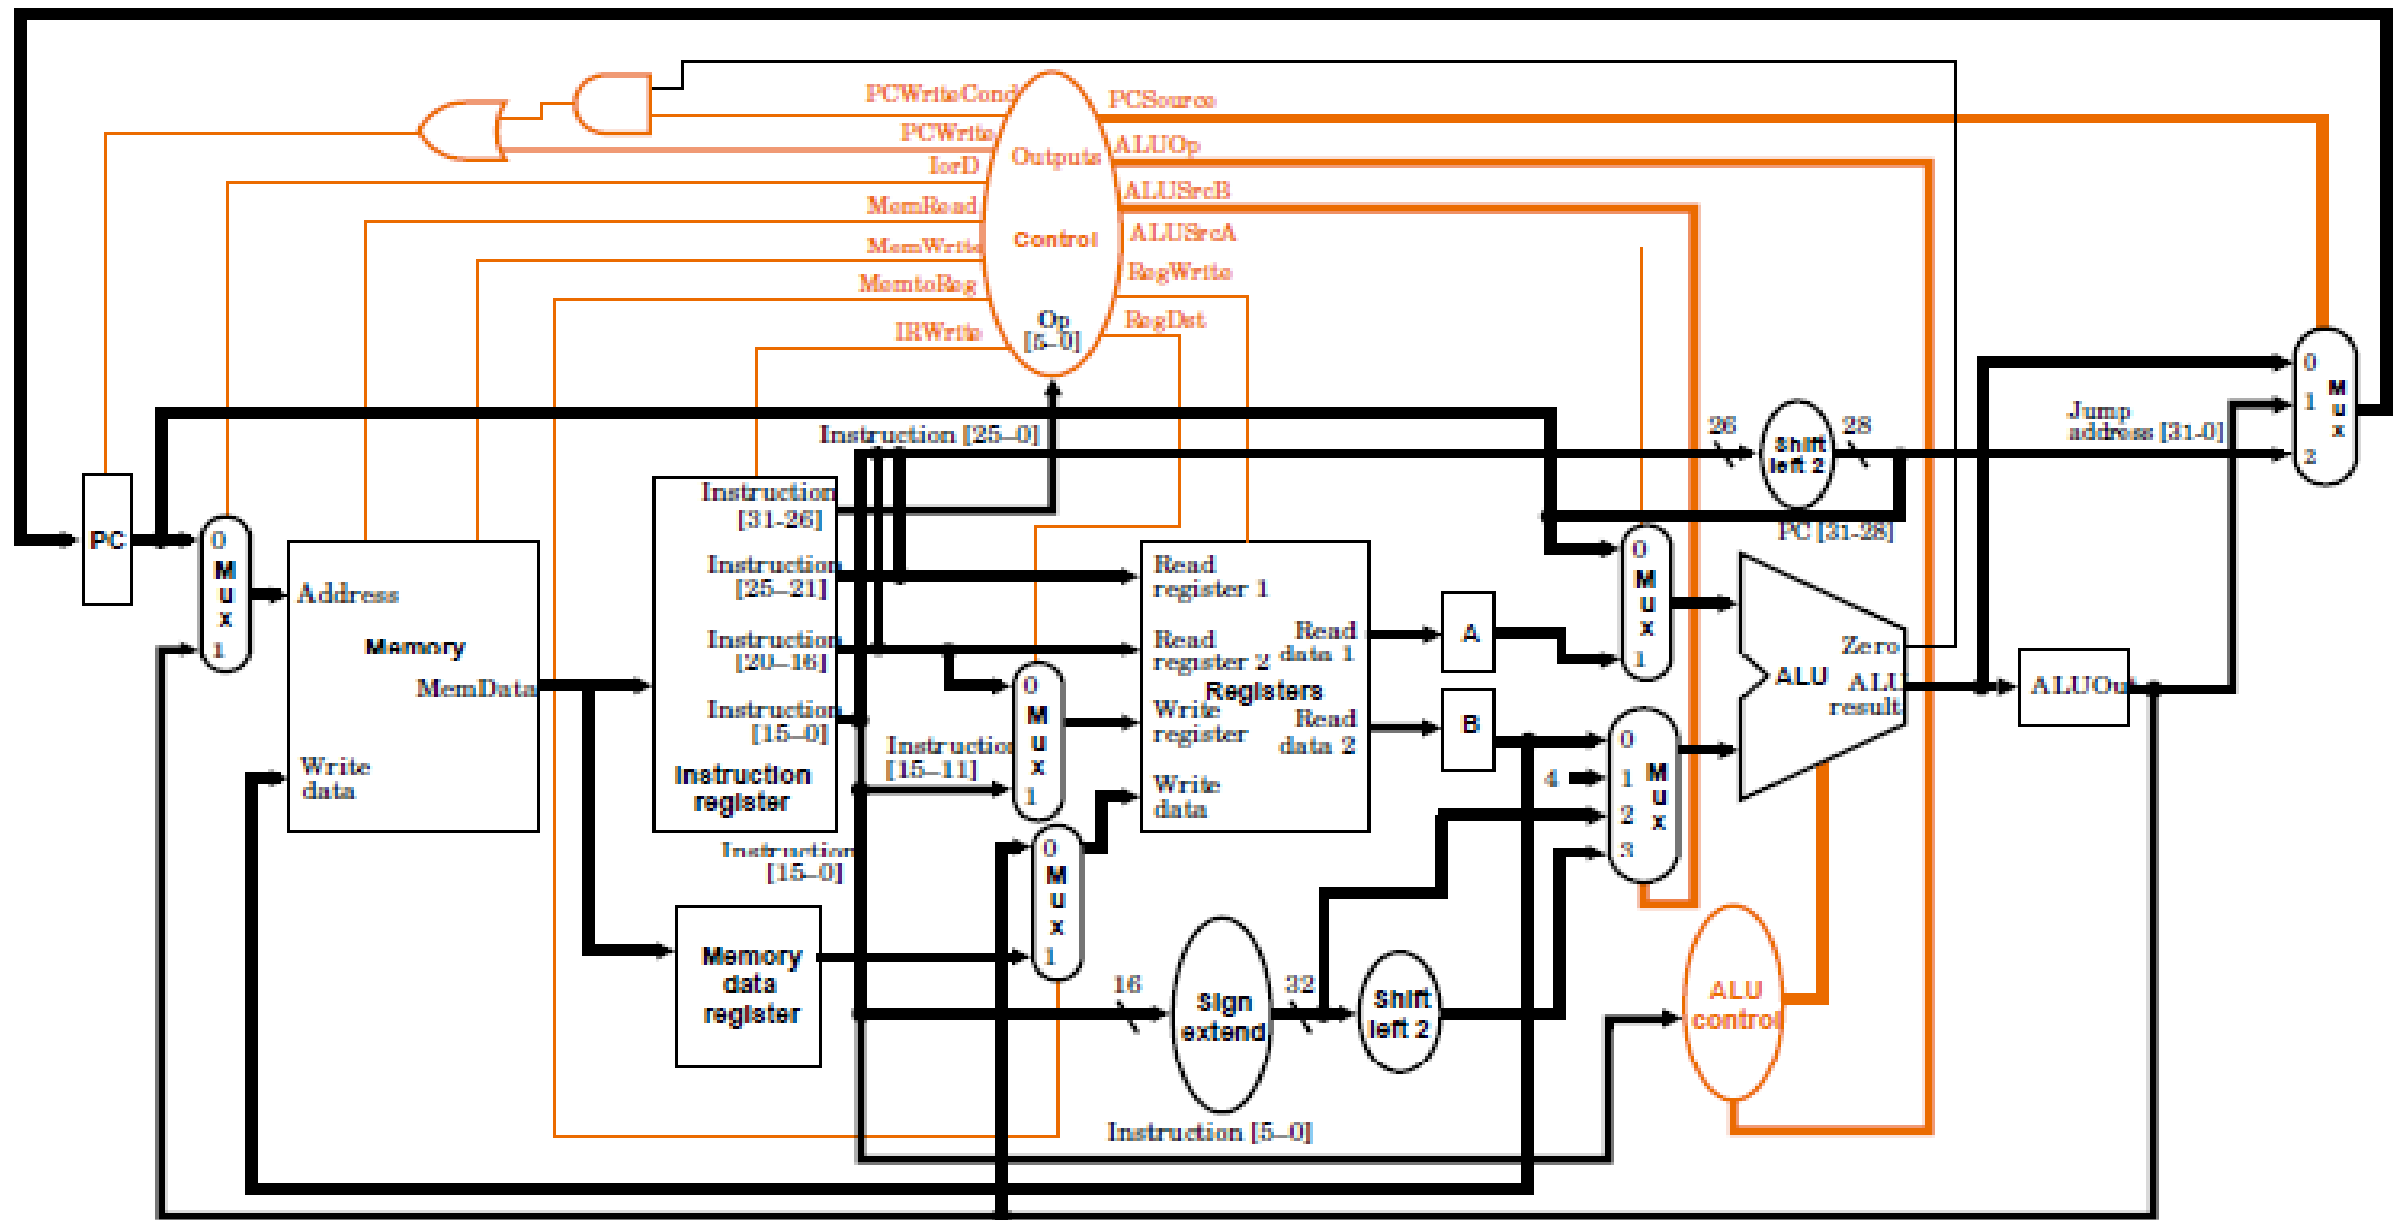 PCWriteCond
PCSource
PCWrite
ALUOp
Outputs
IorD
ALUSrcB
MemRead
ALUSrcA
Control
MemWrite
RegWrite
MemtoReg
Op
[5–0]
RegDst
IRWrite
Instruction [25–0]
26
Shift
left 2
28
Jump
address [31-0]
0
1
2
M
u
x
PC [31-28]
PC
0
M
u
x
1
Address
Memory
MemData
Write
data
Instruction
[31-26]
Instruction
[25–21]
Instruction
[20–16]
Instruction
[15–0]
Instruction
register
Instruction
[15–11]
Instruction
[15–0]
Memory
data
register
0
M
u
x
1
0
M
u
x
1
Read
register 1
Read
register 2
Registers
Write
register
Write
data
Read
data 1
Read
data 2
A
B
4
0
M
u
x
1
0
1
2
3
M
u
x
Zero
ALU
ALU
result
ALUOut
16
Sign
extend
32
Shift
left 2
ALU
control
Instruction [5–0]